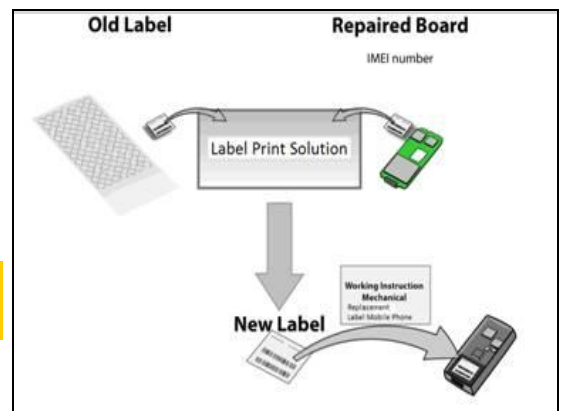 Old Label
Repaired Board
IMEI number
Label Print Solution
Working Instruction
Mechanical
Replacement
Label Mobile Phone
New Label